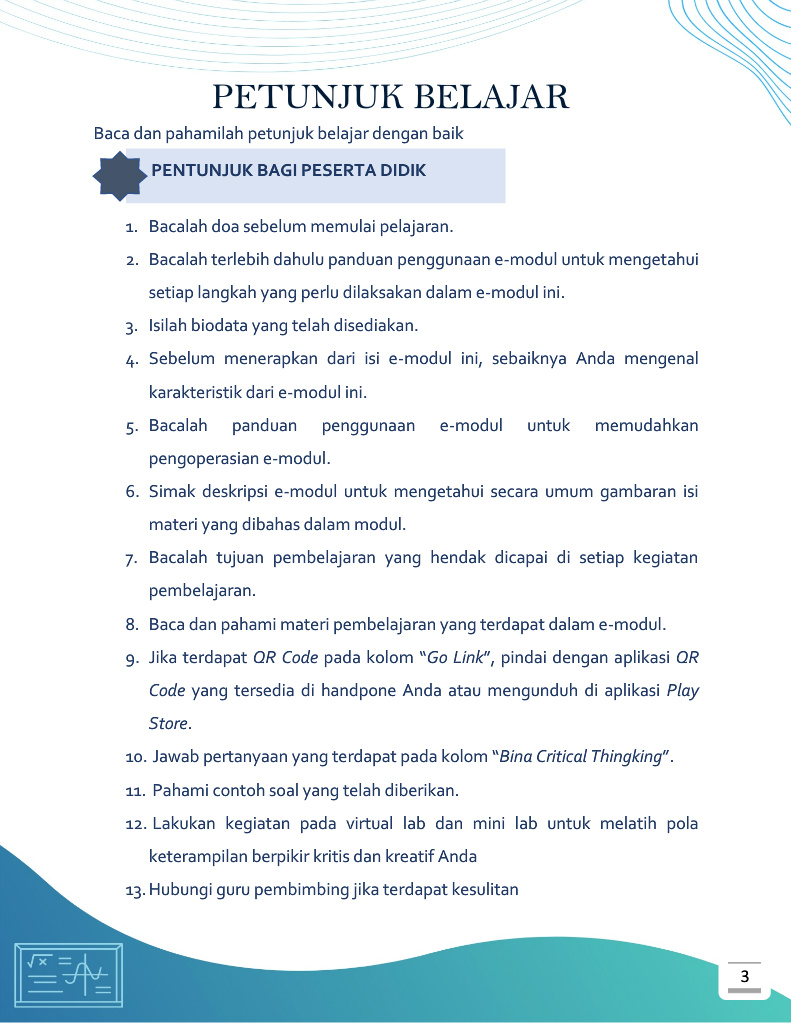 PETUNJUK BELAJAR
Baca dan pahamilah petunjuk belajar dengan baik
PENTUNJUK BAGI PESERTA DIDIK
1. Bacalah doa sebelum memulai pelajaran.
2. Bacalah terlebih dahulu panduan penggunaan e-modul untuk mengetahui
setiap langkah yang perlu dilaksakan dalam e-modul ini.
3. Isilah biodata yang telah disediakan.
4. Sebelum menerapkan dari isi e-modul ini, sebaiknya Anda mengenal
karakteristik dari e-modul ini.
5. Bacalah panduan penggunaan e-modul untuk memudahkan
pengoperasian e-modul.
6. Simak deskripsi e-modul untuk mengetahui secara umum gambaran isi
materi yang dibahas dalam modul.
7. Bacalah tujuan pembelajaran yang hendak dicapai di setiap kegiatan
pembelajaran.
8. Baca dan pahami materi pembelajaran yang terdapat dalam e-modul.
9. Jika terdapat QR Code pada kolom “Go Link”, pindai dengan aplikasi QR
Code yang tersedia di handpone Anda atau mengunduh di aplikasi Play
Store.
10. Jawab pertanyaan yang terdapat pada kolom “Bina Critical Thingking”.
11. Pahami contoh soal yang telah diberikan.
12. Lakukan kegiatan pada virtual lab dan mini lab untuk melatih pola
keterampilan berpikir kritis dan kreatif Anda
13. Hubungi guru pembimbing jika terdapat kesulitan
√x
3